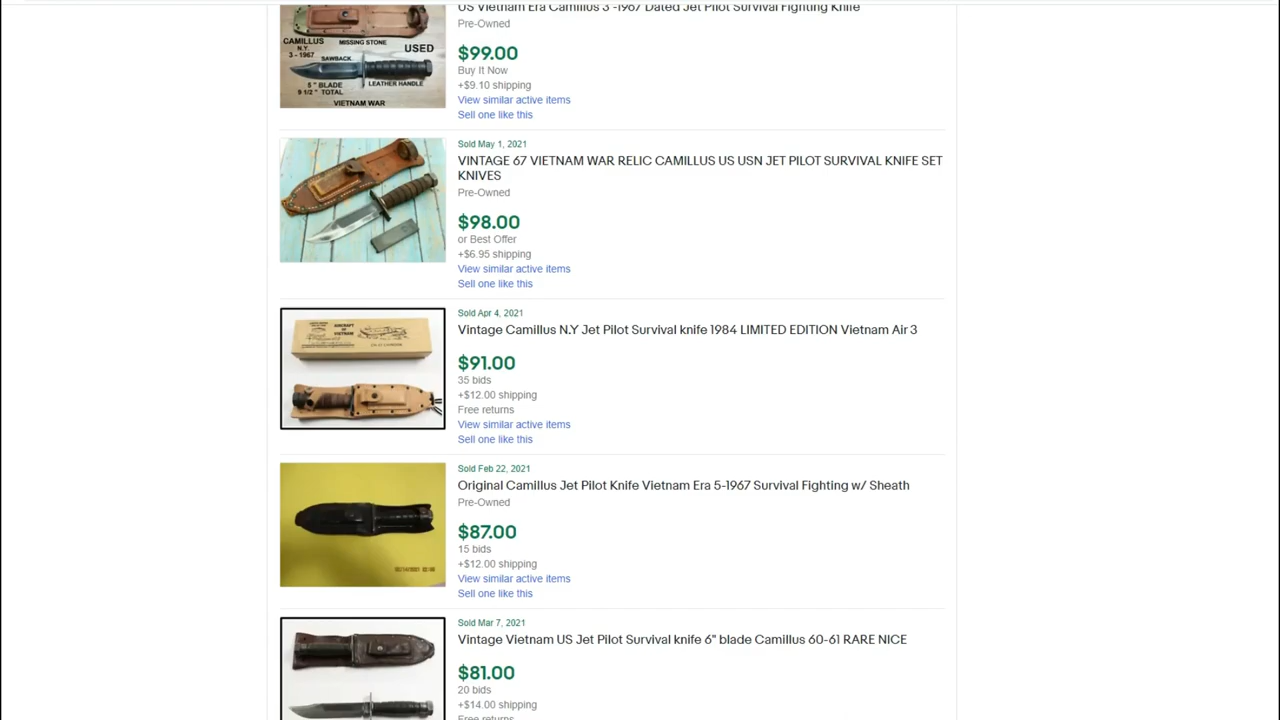 US Vietnam Era Camillus 3 -1967 Dated Jet Pilot Survival Fighting Knife
Pre-Owned
CAMILLUS
N.Y.
3 - 1967
MISSING STONE
USED
SAWBACK
5 " BLADE
9 1/2 " TOTAL
LEATHER HANDLE
VIETNAM WAR
$99.00
Buy It Now
+$9.10 shipping
View similar active items
Sell one like this
Sold May 1, 2021
VINTAGE 67 VIETNAM WAR RELIC CAMILLUS US USN JET PILOT SURVIVAL KNIFE SET
KNIVES
Pre-Owned
$98.00
or Best Offer
+$6.95 shipping
View similar active items
Sell one like this
Sold Apr 4, 2021
Vintage Camillus N.Y Jet Pilot Survival knife 1984 LIMITED EDITION Vietnam Air 3
AIRCRAFT
OF
VIETNAM
$91.00
35 bids
+$12.00 shipping
Free returns
View similar active items
Sell one like this
Sold Feb 22, 2021
Original Camillus Jet Pilot Knife Vietnam Era 5-1967 Survival Fighting w/ Sheath
Pre-Owned
$87.00
15 bids
+$12.00 shipping
View similar active items
Sell one like this
Sold Mar 7, 2021
Vintage Vietnam US Jet Pilot Survival knife 6" blade Camillus 60-61 RARE NICE
$81.00
20 bids
+$14.00 shipping
Free returns